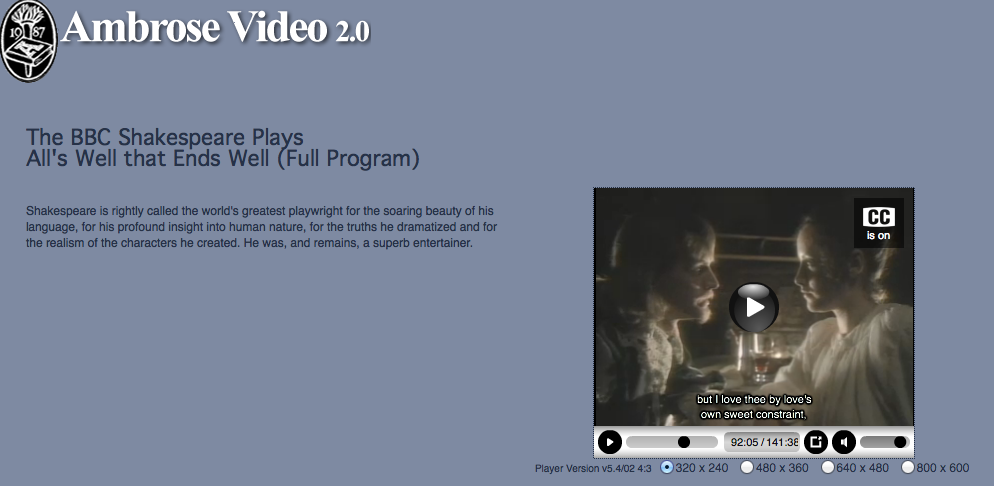 1987
Ambrose Video 2.0
The BBC Shakespeare Plays
All's Well that Ends Well (Full Program)
Shakespeare is rightly called the world's greatest playwright for the soaring beauty of his
language, for his profound insight into human nature, for the truths he dramatized and for
the realism of the characters he created. He was, and remains, a superb entertainer.
CC
is on
but I love thee by love's
own sweet constraint,
92:05 / 141:38
Player Version v5.4/02 4:3 320 x 240 480 x 360 640 x 480 800 x 600